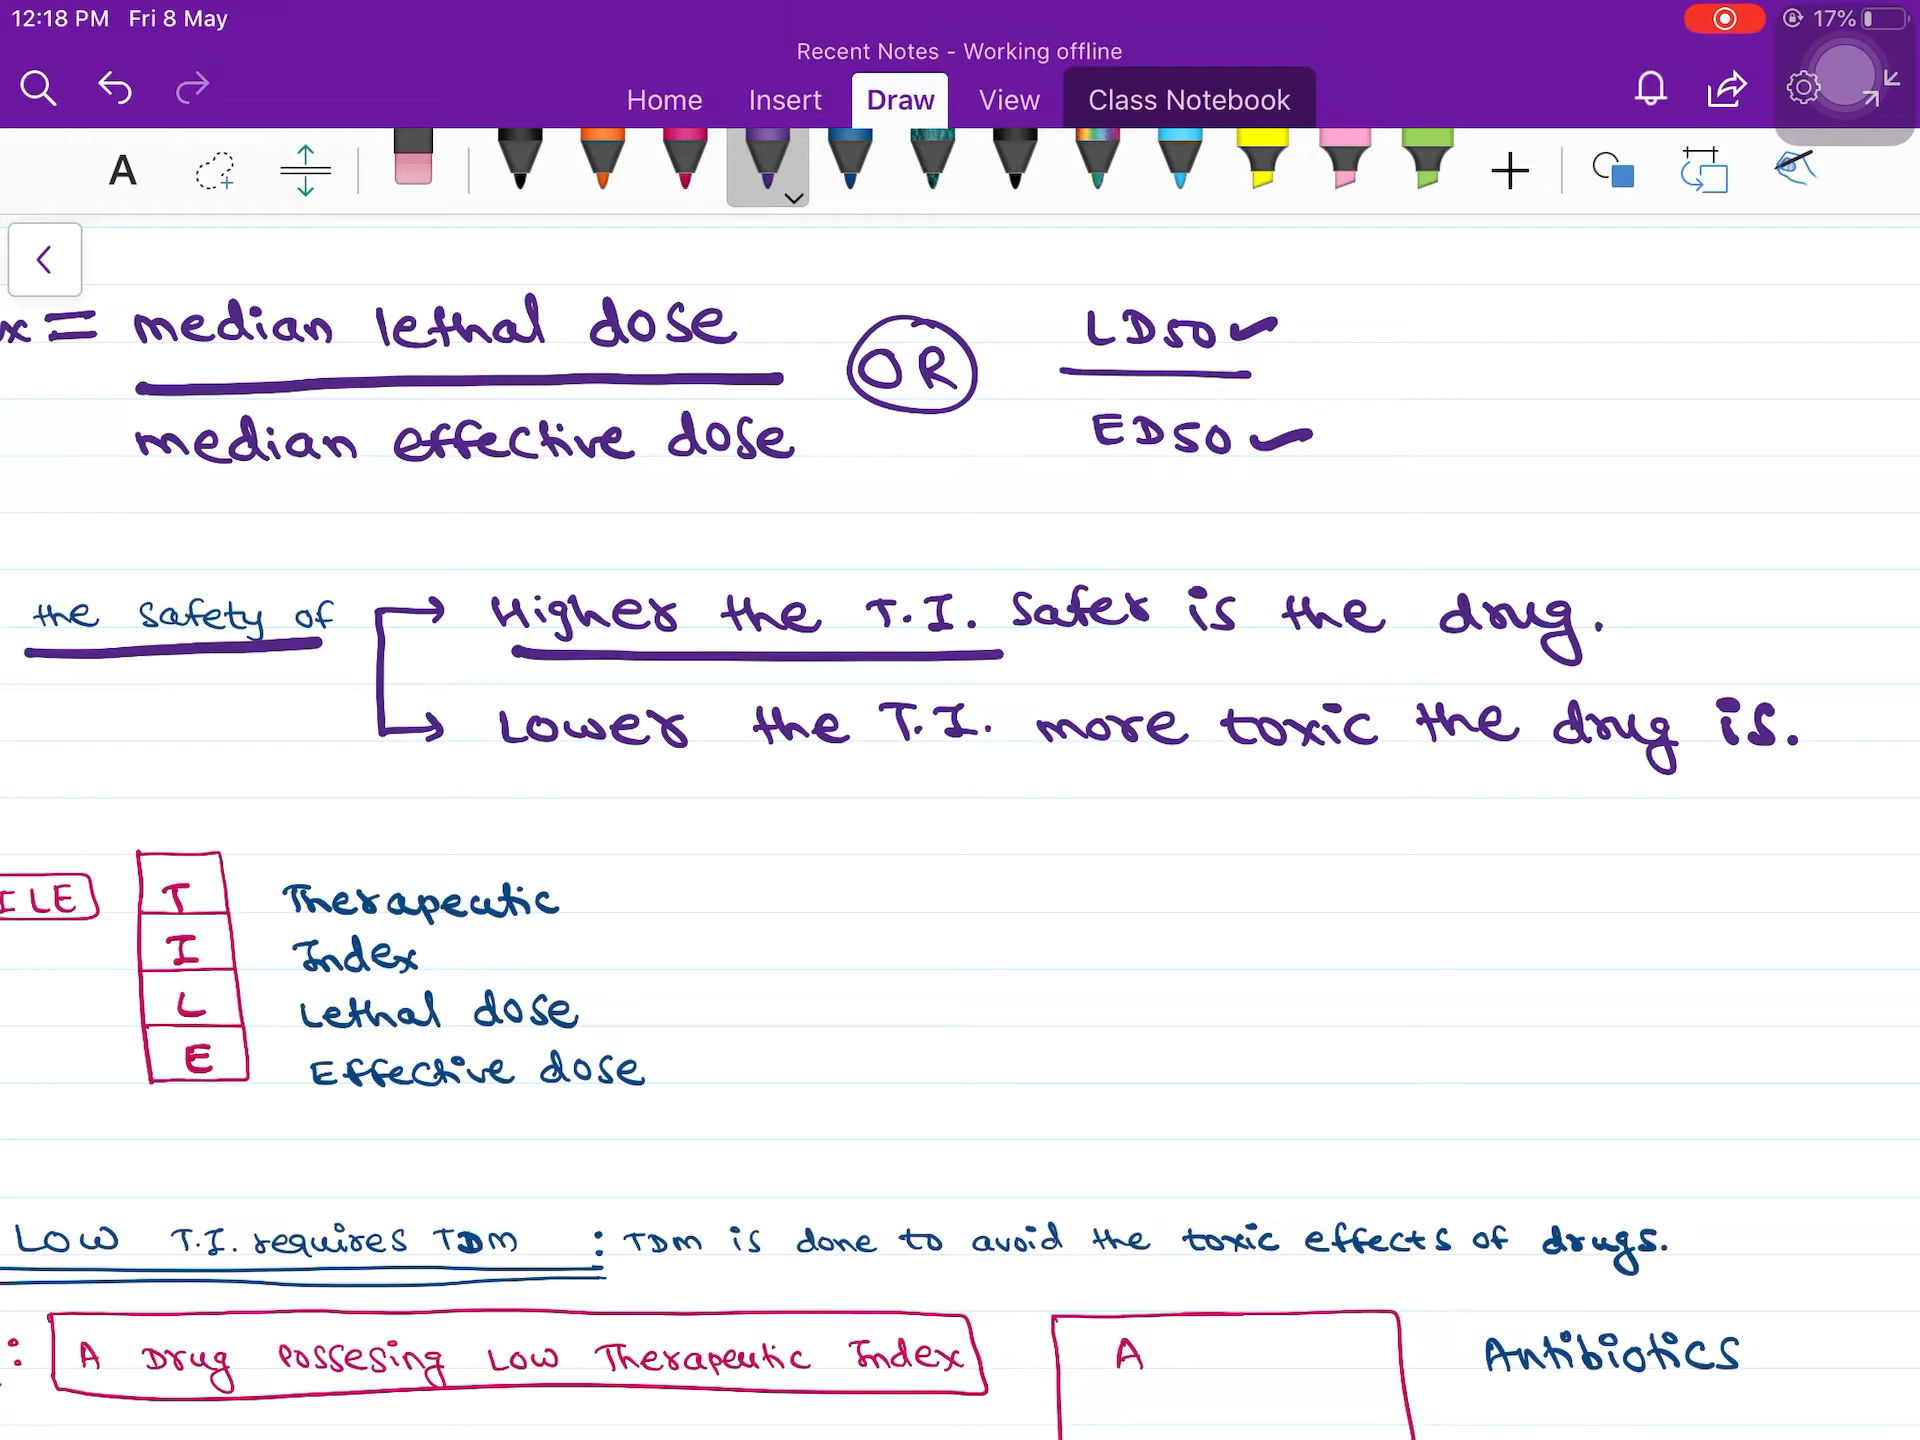 12:18 PM Fri 8 May
17%
Recent Notes - Working offline
Home Insert Draw View Class Notebook
A
x = median lethal dose
median effective dose
OR
LD50
ED50
the safety of
Higher the T.I. safer is the drug.
Lower the T.I. more toxic the drug is.
ILE
T Therapeutic
I Index
L Lethal dose
E Effective dose
LOW T.I. requires TDM : TDM is done to avoid the toxic effects of drugs.
: A Drug Possesing Low Therapeutic Index
A Antibiotics